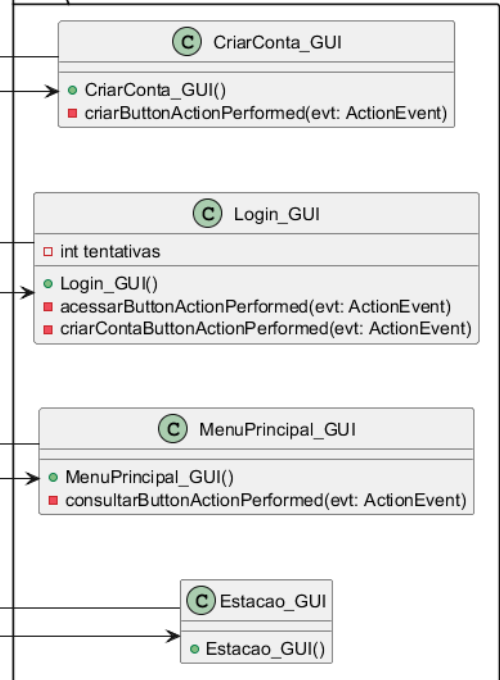 C CriarConta_GUI
CriarConta_GUI()
criarButtonActionPerformed(evt: ActionEvent)
C Login_GUI
int tentativas
Login_GUI()
acessarButtonActionPerformed(evt: ActionEvent)
criarContaButtonActionPerformed(evt: ActionEvent)
C MenuPrincipal_GUI
MenuPrincipal_GUI()
consultarButtonActionPerformed(evt: ActionEvent)
C Estacao_GUI
Estacao_GUI()